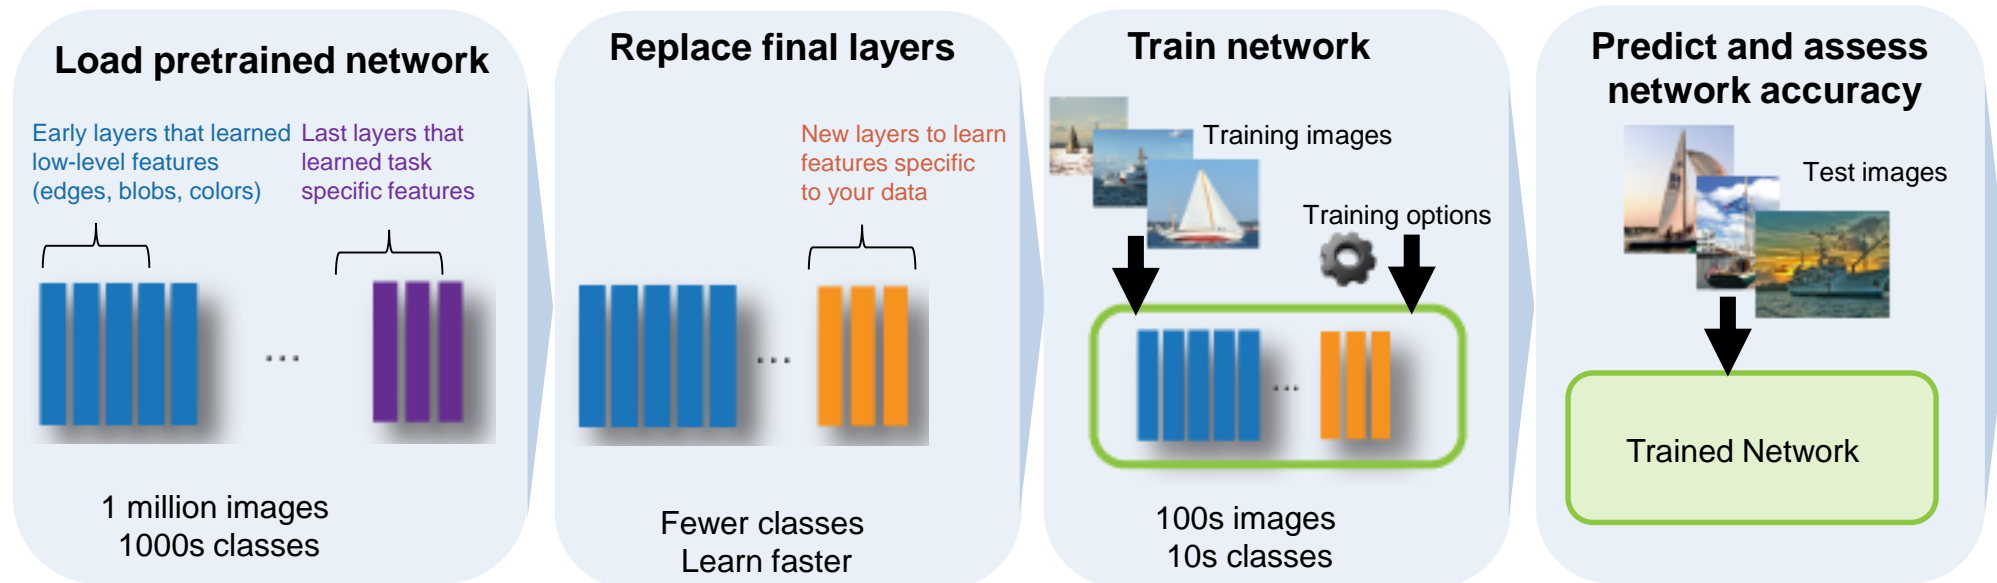 Load pretrained network
Early layers that learned
low-level features
(edges, blobs, colors)
Last layers that
learned task
specific features
...
1 million images
1000s classes
Replace final layers
New layers to learn
features specific
to your data
...
Fewer classes
Learn faster
Train network
Training images
Training options
...
100s images
10s classes
Predict and assess
network accuracy
Test images
Trained Network